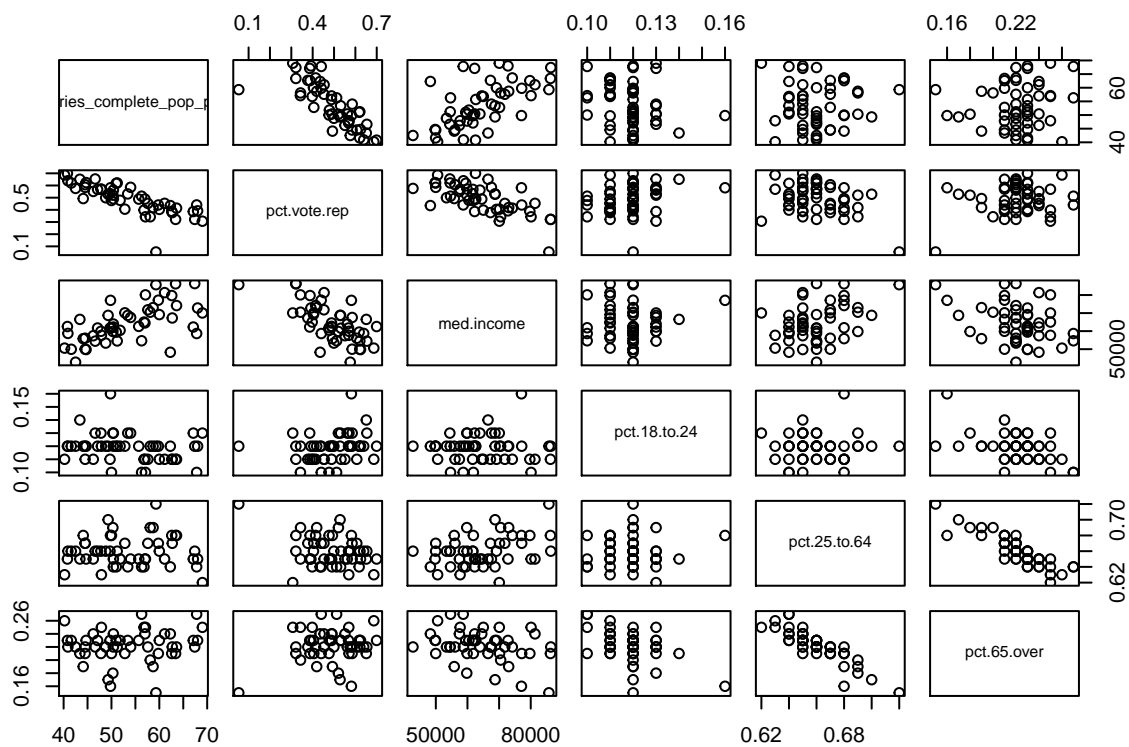 0.1 0.4 0.7 0.10 0.13 0.16 0.16 0.22
ries_complete_pop_p
40 60
0.1 0.5
pct.vote.rep
med.income
50000
0.10 0.15
pct.18.to.24
pct.25.to.64
0.62 0.70
0.16 0.26
pct.65.over
40 50 60 70 50000 80000 0.62 0.68